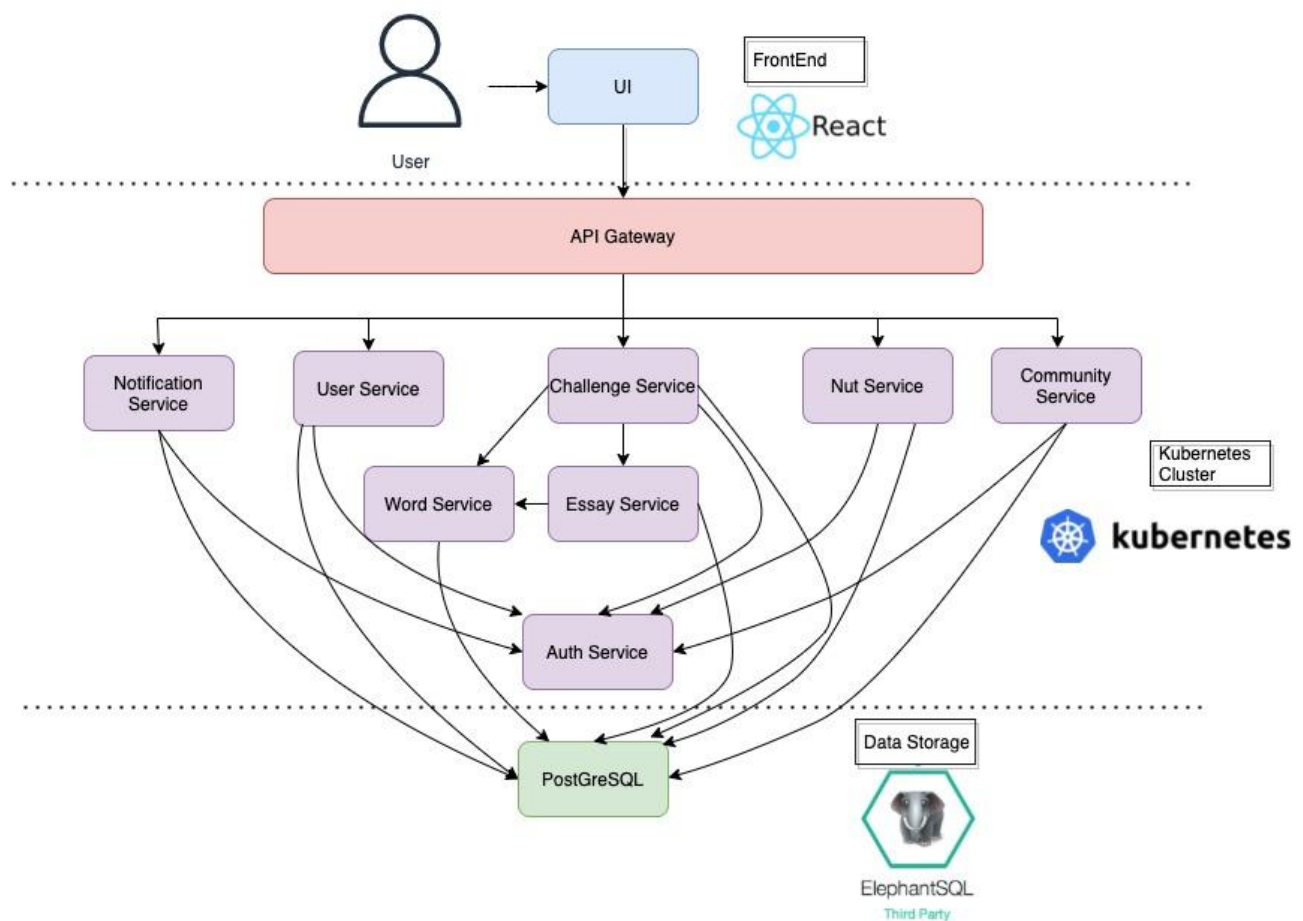 FrontEnd
UI
React
User
API Gateway
Notification
Service
User Service
Challenge Service
Nut Service
Community
Service
Kubernetes
Cluster
Word Service
Essay Service
kubernetes
Auth Service
Data Storage
PostGreSQL
ElephantSQL
Third Party